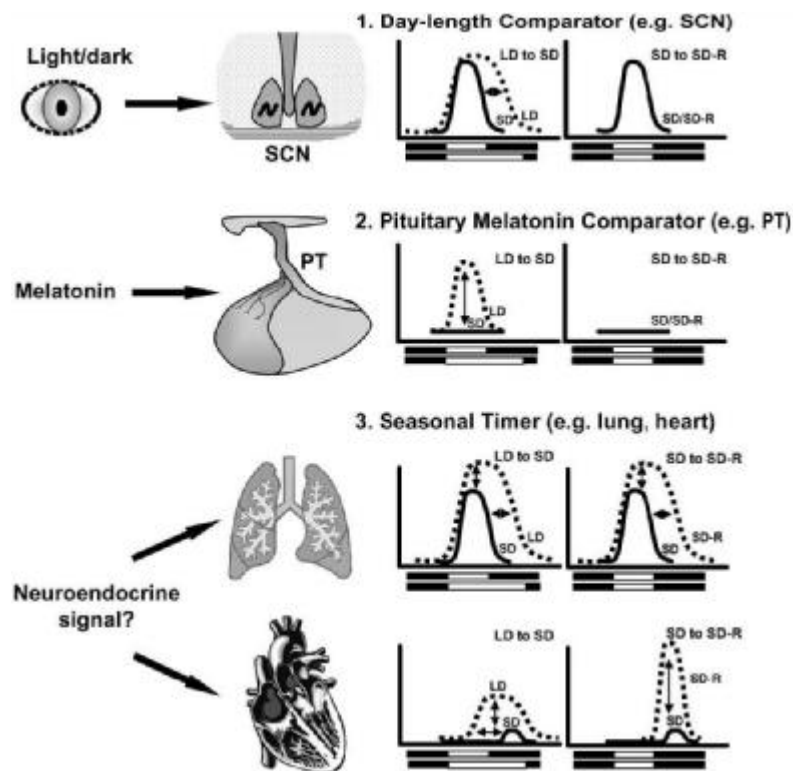 1. Day-length Comparator (e.g. SCN)
Light/dark
LD to SD
SD to SD-R
SD
LD
SD/SD-R
SCN
2. Pituitary Melatonin Comparator (e.g. PT)
PT
LD to SD
SD to SD-R
Melatonin
LD
SD
SD/SD-R
3. Seasonal Timer (e.g. lung, heart)
LD to SD
SD to SD-R
LD
SD
SD-R
SD
Neuroendocrine
signal?
LD to SD
SD to SD-R
LD
SD
SD-R
SD